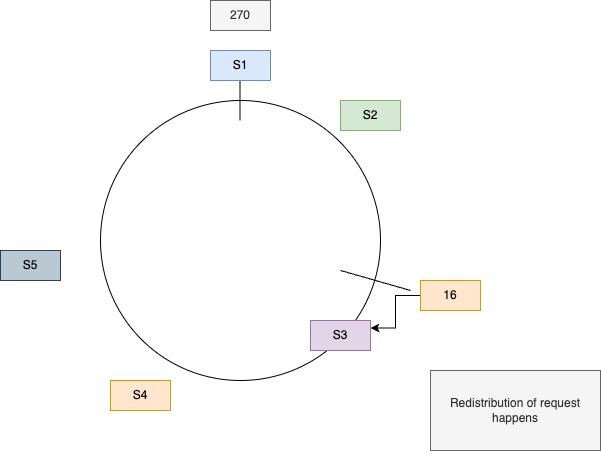 270
S1
S2
S5
16
S3
S4
Redistribution of request
happens